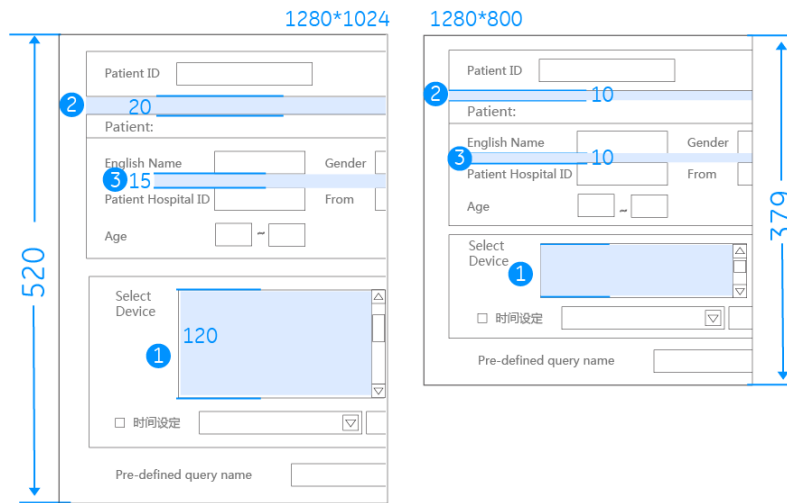 1280*1024
Patient ID
2
20
Patient:
English Name
Gender
3
15
Patient Hospital ID
From
Age
~
520
Select
Device
1
120
时间设定
Pre-defined query name
1280*800
Patient ID
2
10
Patient:
English Name
Gender
3
10
Patient Hospital ID
From
Age
~
379
Select
Device
1
时间设定
Pre-defined query name